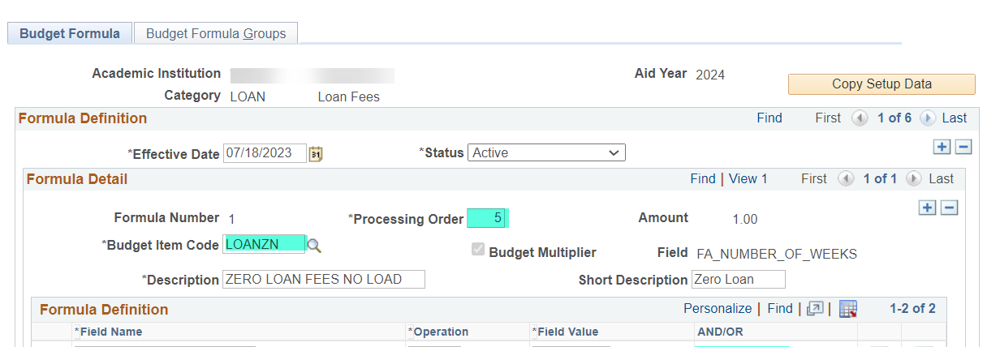 Budget Formula Budget Formula Groups
Academic Institution Aid Year 2024
Copy Setup Data
Category LOAN Loan Fees
Formula Definition Find First 1 of 6 Last
*Effective Date 07/18/2023 31 *Status Active
Formula Detail Find | View 1 First 1 of 1 Last
Formula Number 1 *Processing Order 5 Amount 1.00
*Budget Item Code LOANZN Budget Multiplier Field FA_NUMBER_OF_WEEKS
*Description ZERO LOAN FEES NO LOAD Short Description Zero Loan
Formula Definition Personalize | Find | | 1-2 of 2
*Field Name *Operation *Field Value AND/OR